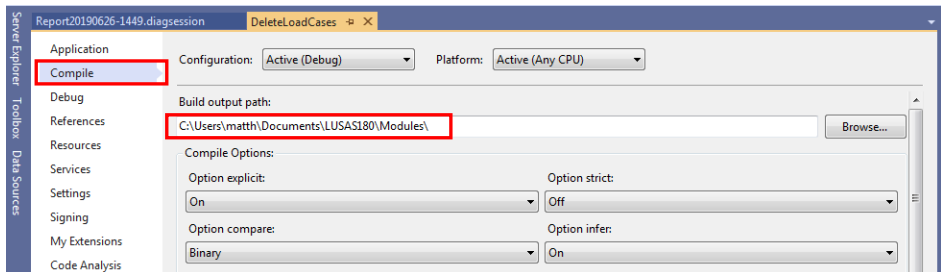 Server Explorer
Toolbox
Data Sources
Report20190626-1449.diagsession
DeleteLoadCases
Application
Compile
Debug
References
Resources
Services
Settings
Signing
My Extensions
Code Analysis
Configuration: Active (Debug) Platform: Active (Any CPU)
Build output path:
C:\Users\matth\Documents\LUSAS180\Modules\ Browse...
Compile Options:
Option explicit: Option strict:
On Off
Option compare: Option infer:
Binary On